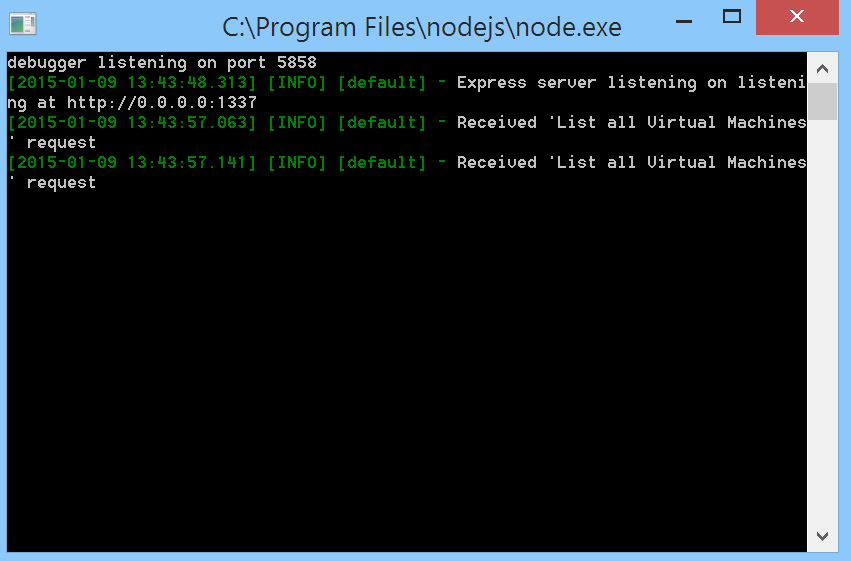 C:\Program Files\nodejs\node.exe
debugger listening on port 5858
[2015-01-09 13:43:48.313] [INFO] [default] - Express server listening on listeni
ng at http://0.0.0.0:1337
[2015-01-09 13:43:57.063] [INFO] [default] - Received 'List all Virtual Machines
' request
[2015-01-09 13:43:57.141] [INFO] [default] - Received 'List all Virtual Machines
' request